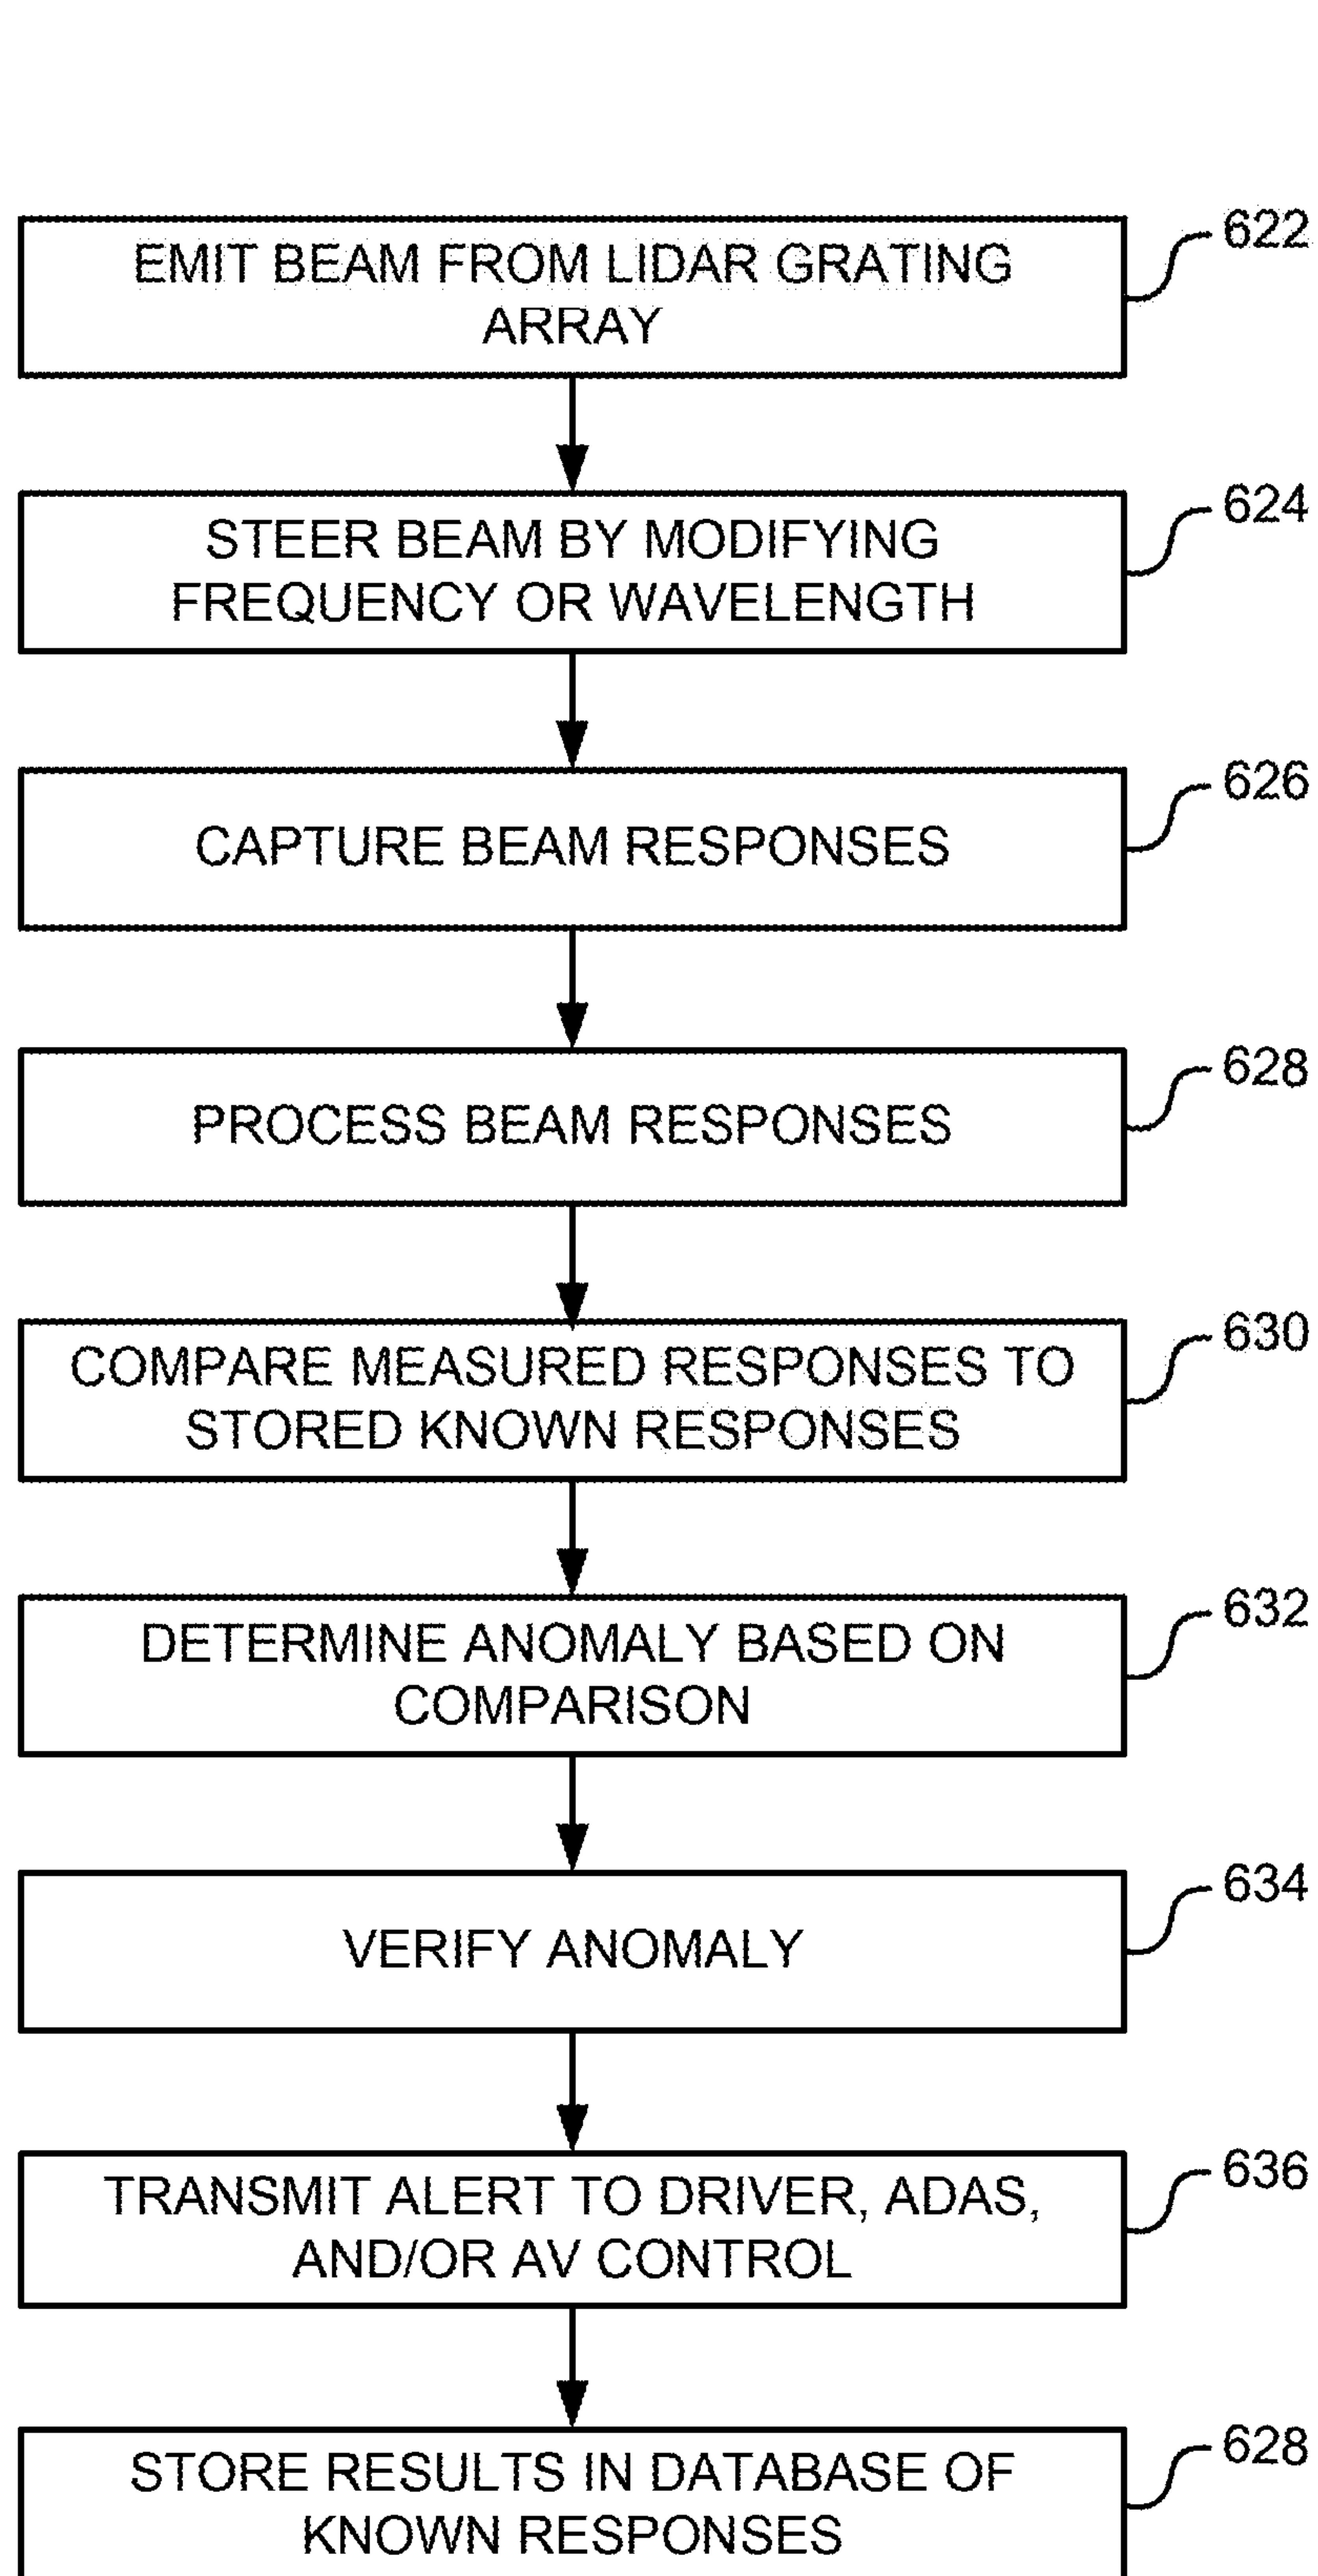 622
EMIT BEAM FROM LIDAR GRATING
ARRAY
624
STEER BEAM BY MODIFYING
FREQUENCY OR WAVELENGTH
626
CAPTURE BEAM RESPONSES
628
PROCESS BEAM RESPONSES
630
COMPARE MEASURED RESPONSES TO
STORED KNOWN RESPONSES
632
DETERMINE ANOMALY BASED ON
COMPARISON
634
VERIFY ANOMALY
636
TRANSMIT ALERT TO DRIVER, ADAS,
AND/OR AV CONTROL
628
STORE RESULTS IN DATABASE OF
KNOWN RESPONSES